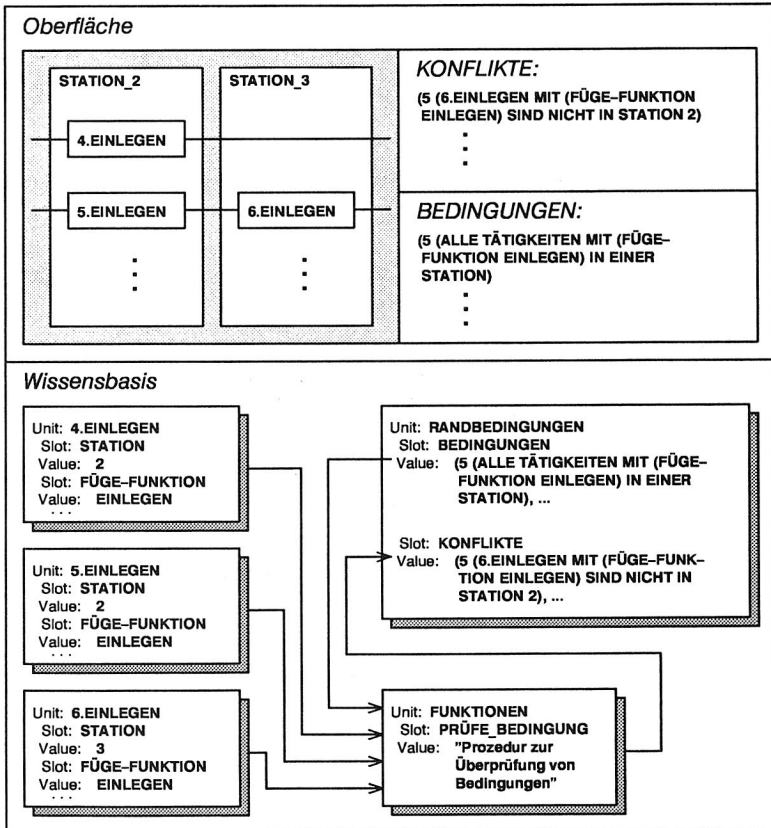 Oberfläche
STATION_2
STATION_3
4.EINLEGEN
5.EINLEGEN
6.EINLEGEN
KONFLIKTE:
(5 (6.EINLEGEN MIT (FÜGE–FUNKTION
EINLEGEN) SIND NICHT IN STATION 2)
BEDINGUNGEN:
(5 (ALLE TÄTIGKEITEN MIT (FÜGE–
FUNKTION EINLEGEN) IN EINER
STATION)
Wissensbasis
Unit: 4.EINLEGEN
Slot: STATION
Value: 2
Slot: FÜGE–FUNKTION
Value: EINLEGEN
. . .
Unit: 5.EINLEGEN
Slot: STATION
Value: 2
Slot: FÜGE–FUNKTION
Value: EINLEGEN
. . .
Unit: 6.EINLEGEN
Slot: STATION
Value: 3
Slot: FÜGE–FUNKTION
Value: EINLEGEN
. . .
Unit: RANDBEDINGUNGEN
Slot: BEDINGUNGEN
Value: (5 (ALLE TÄTIGKEITEN MIT (FÜGE–
FUNKTION EINLEGEN) IN EINER
STATION), ...
Slot: KONFLIKTE
Value: (5 (6.EINLEGEN MIT (FÜGE–FUNK–
TION EINLEGEN) SIND NICHT IN
STATION 2), ...
Unit: FUNKTIONEN
Slot: PRÜFE_BEDINGUNG
Value: ”Prozedur zur
Überprüfung von
Bedingungen”